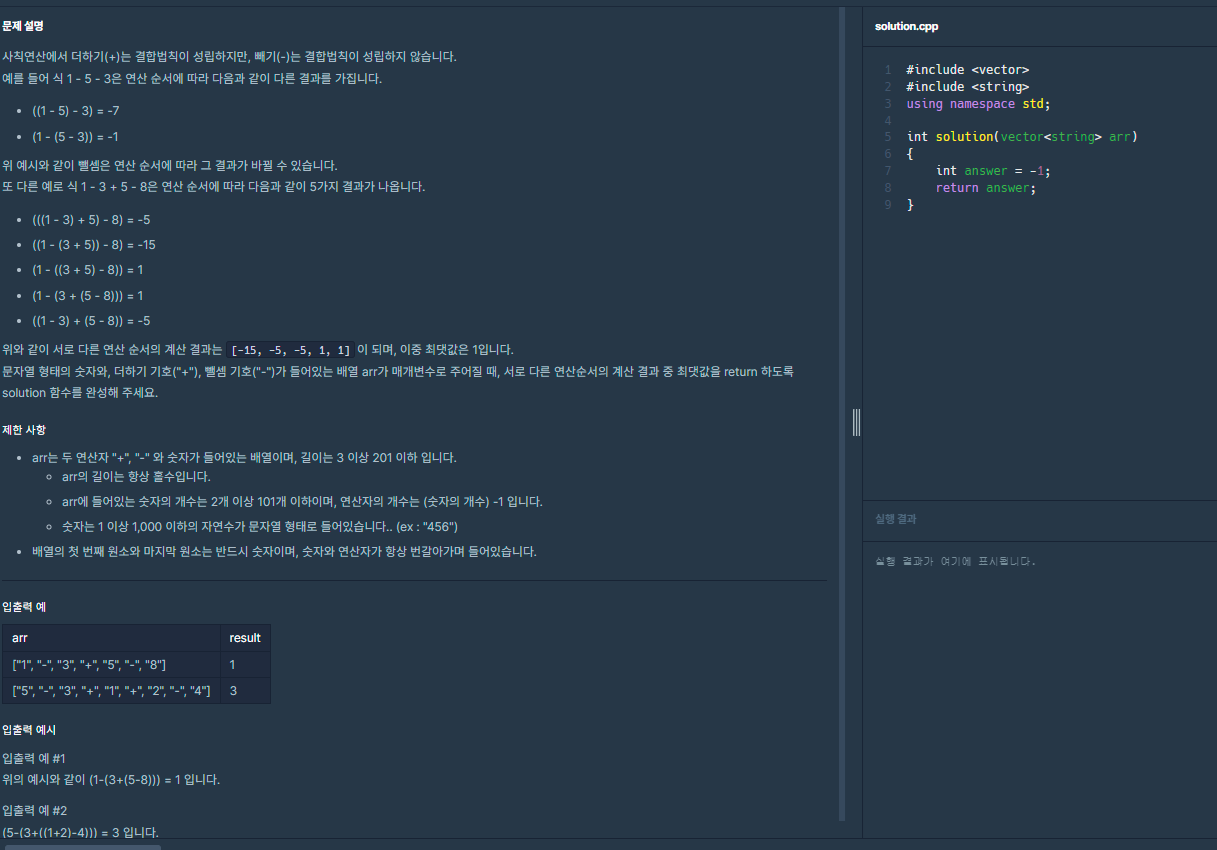 문제 설명
사칙연산에서 더하기(+)는 결합법칙이 성립하지만, 빼기(-)는 결합법칙이 성립하지 않습니다.
예를 들어 식 1 - 5 - 3은 연산 순서에 따라 다음과 같이 다른 결과를 가집니다.
• ((1 - 5) - 3) = -7
• (1 - (5 - 3)) = -1
위 예시와 같이 뺄셈은 연산 순서에 따라 그 결과가 바뀔 수 있습니다.
또 다른 예로 식 1 - 3 + 5 - 8은 연산 순서에 따라 다음과 같이 5가지 결과가 나옵니다.
• (((1 - 3) + 5) - 8) = -5
• ((1 - (3 + 5)) - 8) = -15
• (1 - ((3 + 5) - 8)) = 1
• (1 - (3 + (5 - 8))) = 1
• ((1 - 3) + (5 - 8)) = -5
위와 같이 서로 다른 연산 순서의 계산 결과는 [-15, -5, -5, 1, 1] 이 되며, 이중 최댓값은 1입니다.
문자열 형태의 숫자와, 더하기 기호("+"), 뺄셈 기호("-")가 들어있는 배열 arr가 매개변수로 주어질 때, 서로 다른 연산순서의 계산 결과 중 최댓값을 return 하도록
solution 함수를 완성해 주세요.
제한 사항
• arr는 두 연산자 "+", "-" 와 숫자가 들어있는 배열이며, 길이는 3 이상 201 이하 입니다.
◦ arr의 길이는 항상 홀수입니다.
◦ arr에 들어있는 숫자의 개수는 2개 이상 101개 이하이며, 연산자의 개수는 (숫자의 개수) -1 입니다.
◦ 숫자는 1 이상 1,000 이하의 자연수가 문자열 형태로 들어있습니다.. (ex : "456")
• 배열의 첫 번째 원소와 마지막 원소는 반드시 숫자이며, 숫자와 연산자가 항상 번갈아가며 들어있습니다.
입출력 예
arr result
["1", "-", "3", "+", "5", "-", "8"] 1
["5", "-", "3", "+", "1", "+", "2", "-", "4"] 3
입출력 예시
입출력 예 #1
위의 예시와 같이 (1-(3+(5-8))) = 1 입니다.
입출력 예 #2
(5-(3+((1+2)-4))) = 3 입니다.
solution.cpp
1 #include <vector>
2 #include <string>
3 using namespace std;
4
5 int solution(vector<string> arr)
6 {
7 int answer = -1;
8 return answer;
9 }
실행 결과
실행 결과가 여기에 표시됩니다.